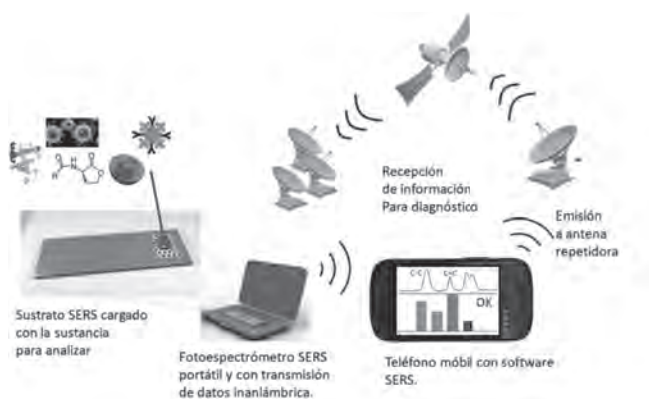 Recepción
de información
Para diagnóstico
Emisión
a antena
repetidora
C-C
C=C
OK
Sustrato SERS cargado
con la sustancia
para analizar
Fotoespectrómetro SERS
portátil y con transmisión
de datos inanlámbrica.
Teléfono móbil con software
SERS.